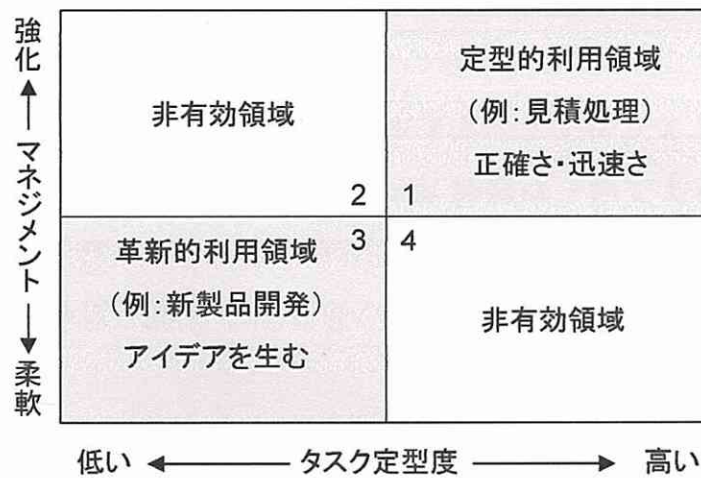 強化 ←→ マネジメント ←→ 柔軟
非有効領域
2
定型的利用領域
(例:見積処理)
正確さ・迅速さ
1
革新的利用領域
3
(例:新製品開発)
アイデアを生む
4
非有効領域
低い ← タスク定型度 → 高い